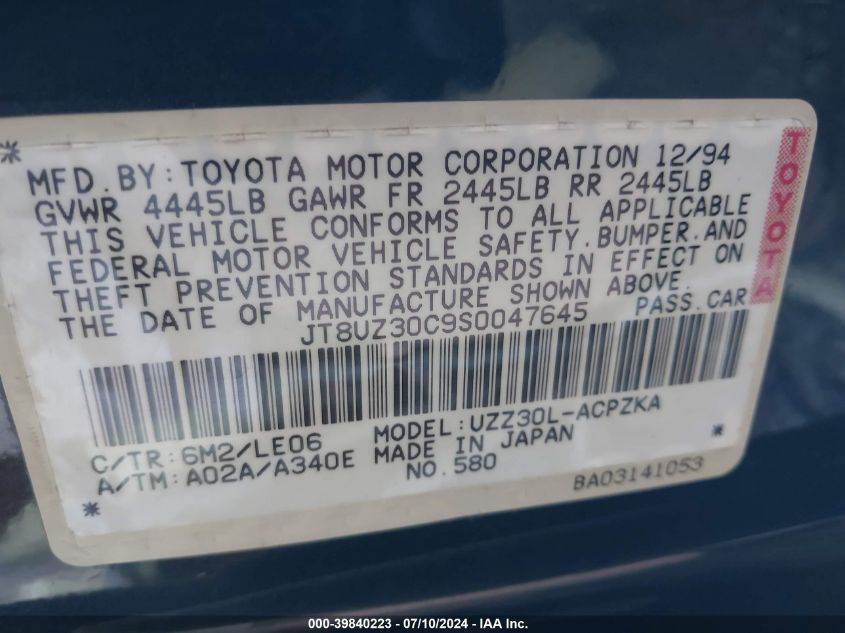 MFD.BY:TOYOTA MOTOR CORPORATION 12/94
GVWR 4445LB GAWR FR 2445LB RR 2445LB
THIS VEHICLE CONFORMS TO ALL APPLICABLE
FEDERAL MOTOR VEHICLE SAFETY.BUMPER.AND
THEFT PREVENTION STANDARDS IN EFFECT ON
THE DATE OF MANUFACTURE SHOWN ABOVE.
JT8UZ30C9S0047645 PASS.CAR
TOYOTA
C/TR:6M2/LE06 MODEL:UZZ30L-ACPZKA
A/TM:A02A/A340E MADE IN JAPAN
NO.580 BA03141053
000-39840223 - 07/10/2024 - IAA Inc.